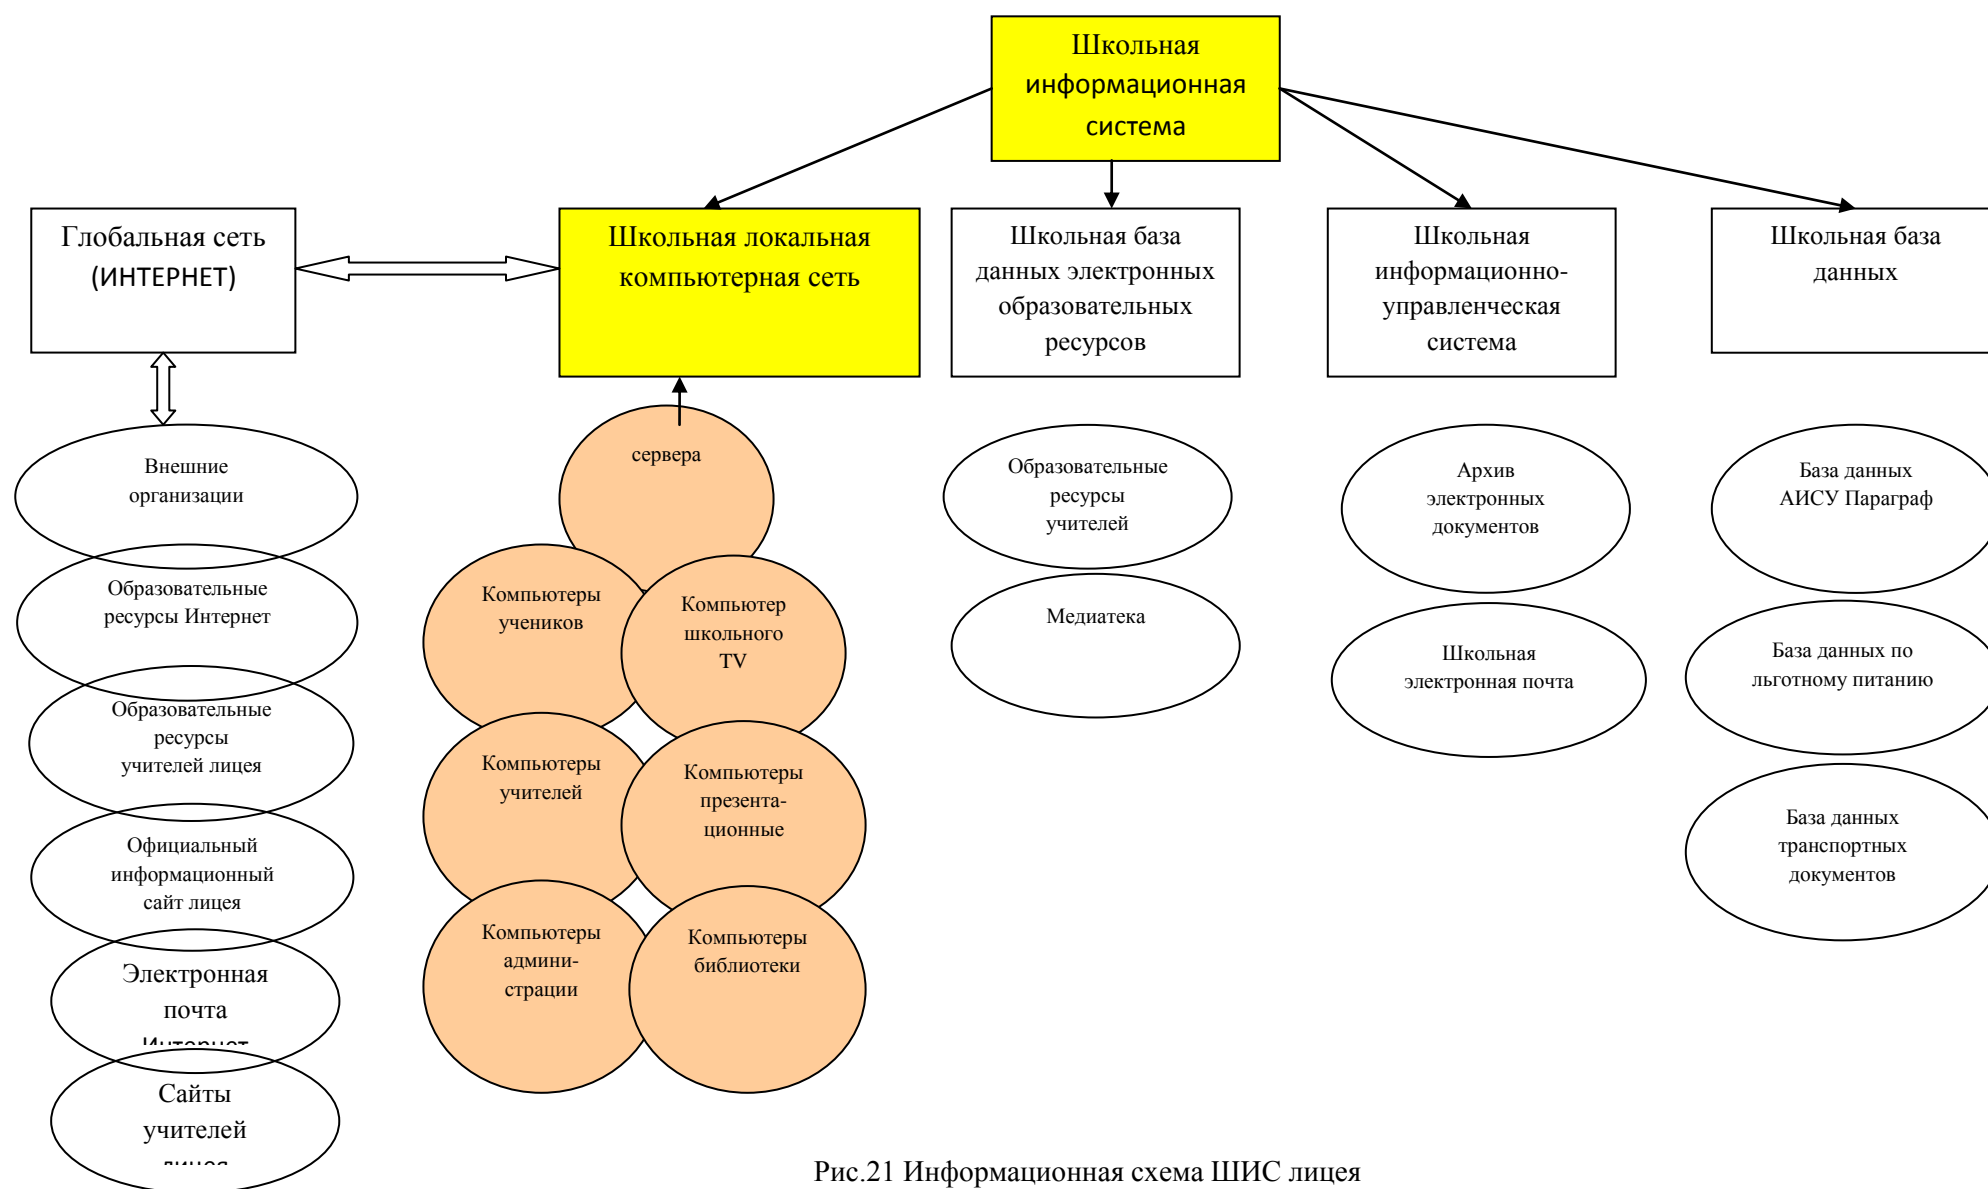 Школьная
информационная
система
Глобальная сеть
(ИНТЕРНЕТ)
Школьная локальная
компьютерная сеть
Школьная база
данных электронных
образовательных
ресурсов
Школьная
информационно-
управленческая
система
Школьная база
данных
Внешние
организации
Образовательные
ресурсы Интернет
Образовательные
ресурсы
учителей лицея
Официальный
информационный
сайт лицея
Электронная
почта
Интернет
Сайты
учителей
лицея
сервера
Компьютеры
учеников
Компьютер
школьного
TV
Компьютеры
учителей
Компьютеры
презента-
ционные
Компьютеры
админи-
страции
Компьютеры
библиотеки
Образовательные
ресурсы
учителей
Медиатека
Архив
электронных
документов
Школьная
электронная почта
База данных
АИСУ Параграф
База данных по
льготному питанию
База данных
транспортных
документов
Рис.21 Информационная схема ШИС лицея